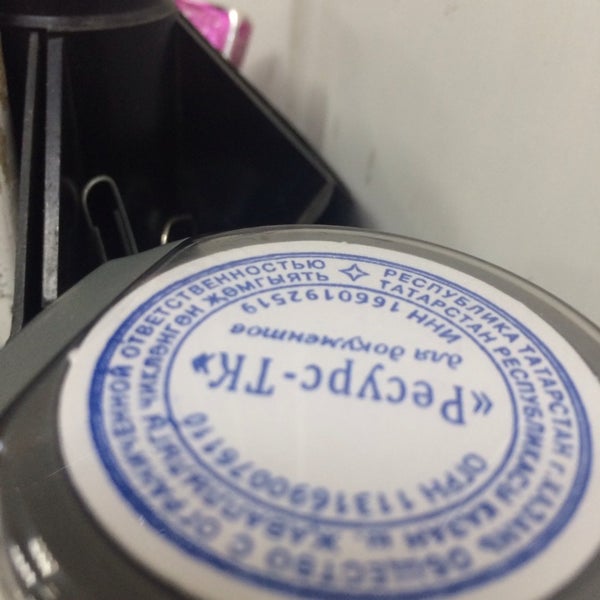 РЕСПУБЛИКА ТАТАРСТАН Г. КАЗАНЬ ОБЩЕСТВО С ОГРАНИЧЕННОЙ ОТВЕТСТВЕННОСТЬЮ
ТАТАРСТАН РЕСПУБЛИКАСЫ КАЗАН Ш. ҖАВАПЛЫЛЫГЫ ЧИКЛӘНГӘН ҖӘМГЫЯТЬ
ОГРН 1131690076110
ИНН 1660192519
«Ресурс-ТК»
для документов